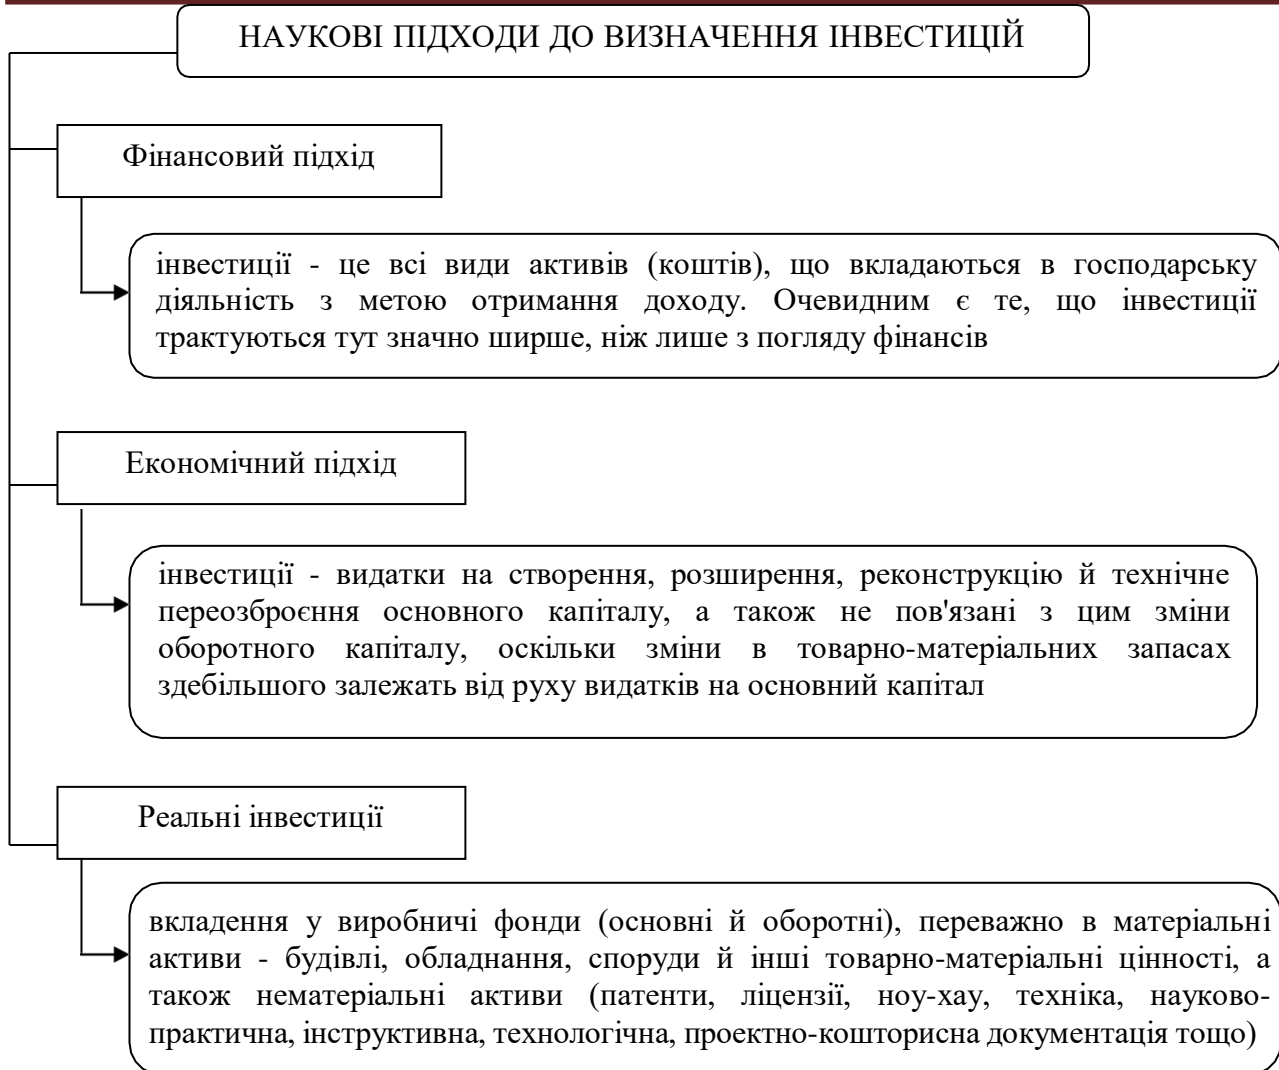 НАУКОВІ ПІДХОДИ ДО ВИЗНАЧЕННЯ ІНВЕСТИЦІЙ
Фінансовий підхід
інвестиції - це всі види активів (коштів), що вкладаються в господарську
діяльність з метою отримання доходу. Очевидним є те, що інвестиції
трактуються тут значно ширше, ніж лише з погляду фінансів
Економічний підхід
інвестиції - видатки на створення, розширення, реконструкцію й технічне
переозброєння основного капіталу, а також не пов'язані з цим зміни
оборотного капіталу, оскільки зміни в товарно-матеріальних запасах
здебільшого залежать від руху видатків на основний капітал
Реальні інвестиції
вкладення у виробничі фонди (основні й оборотні), переважно в матеріальні
активи - будівлі, обладнання, споруди й інші товарно-матеріальні цінності, а
також нематеріальні активи (патенти, ліцензії, ноу-хау, техніка, науково-
практична, інструктивна, технологічна, проектно-кошторисна документація тощо)